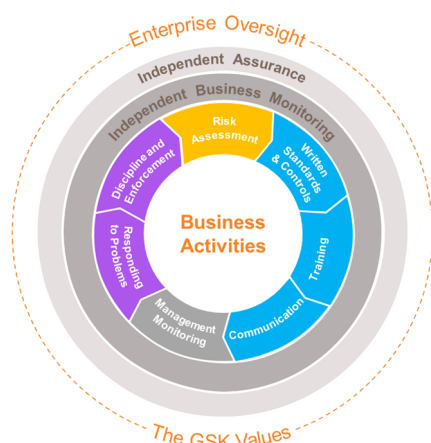 Enterprise Oversight
Independent Assurance
Independent Business Monitoring
Risk
Assessment
Written
Standards
& Controls
Training
Communication
Management
Monitoring
Responding
to Problems
Discipline and
Enforcement
Business
Activities
The GSK Values